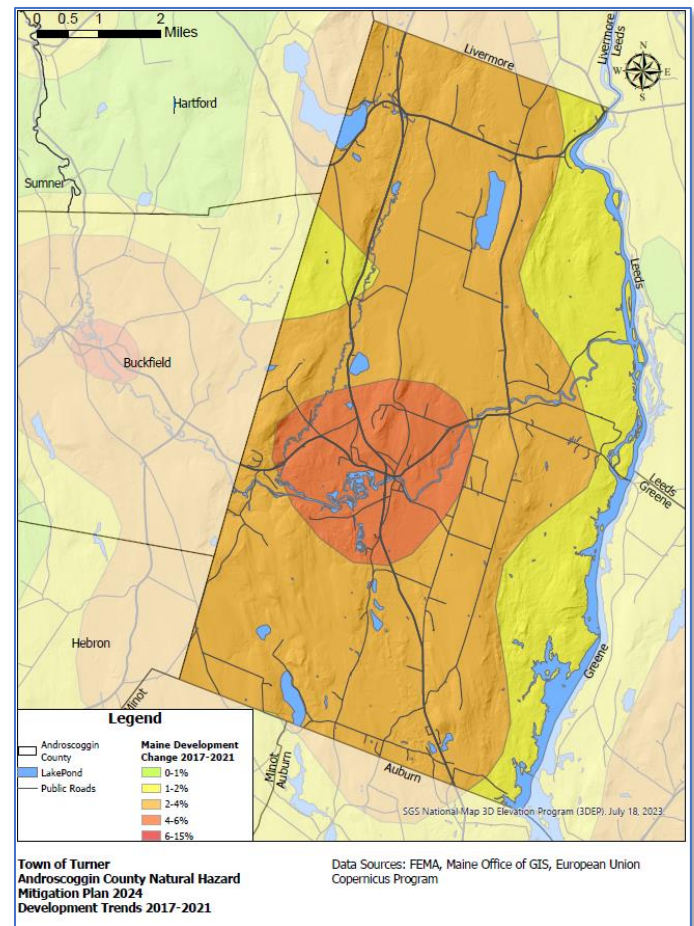 0 0.5 1 2
Miles
Livermore
Livermore
Leeds
N
W E
S
Hartford
Sumner
Leeds
Buckfield
Leeds
Greene
Hebron
Greene
Minot
Auburn
Minot
Auburn
Legend
Androscoggin
County
LakePond
Public Roads
Maine Development
Change 2017-2021
0-1%
1-2%
2-4%
4-6%
6-15%
SGS National Map 3D Elevation Program (3DEP). July 18, 2023.
Town of Turner
Androscoggin County Natural Hazard
Mitigation Plan 2024
Development Trends 2017-2021
Data Sources: FEMA, Maine Office of GIS, European Union
Copernicus Program